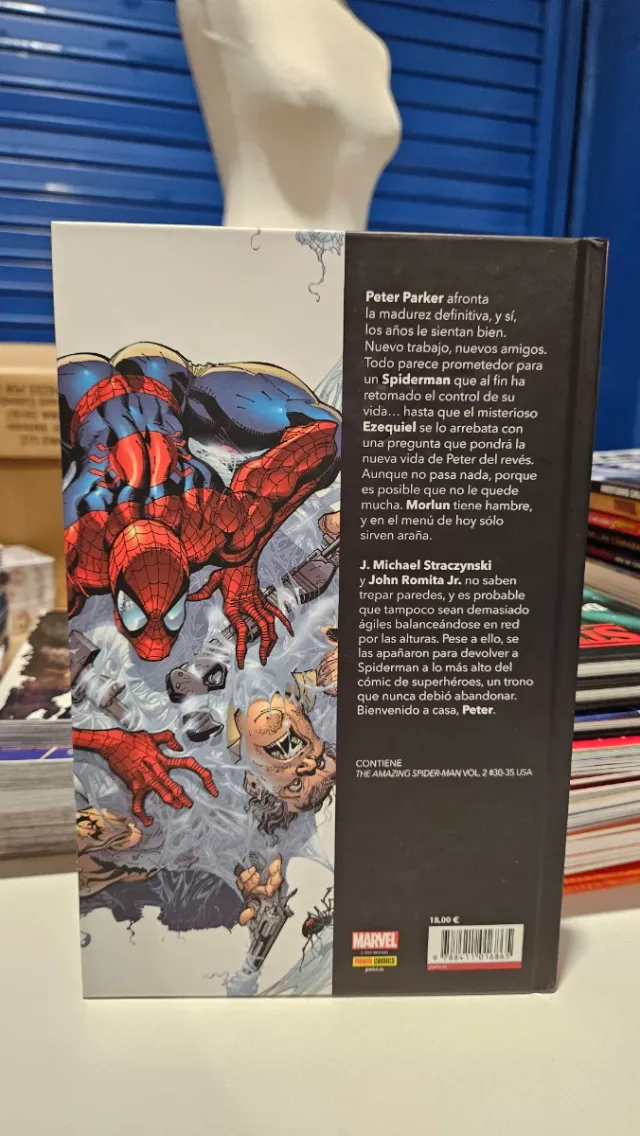 Peter Parker afronta
la madurez definitiva, y sí,
los años le sientan bien.
Nuevo trabajo, nuevos amigos.
Todo parece prometedor para
un Spiderman que al fin ha
retomado el control de su
vida... hasta que el misterioso
Ezequiel se lo arrebata con
una pregunta que pondrá la
nueva vida de Peter del revés.
Aunque no pasa nada, porque
es posible que no le quede
mucha. Morlun tiene hambre,
y en el menú de hoy sólo
sirven araña.
J. Michael Straczynski
y John Romita Jr. no saben
trepar paredes, y es probable
que tampoco sean demasiado
ágiles balanceándose en red
por las alturas. Pese a ello, se
las apañaron para devolver a
Spiderman a lo más alto del
cómic de superhéroes, un trono
que nunca debió abandonar.
Bienvenido a casa, Peter.
CONTIENE
THE AMAZING SPIDER-MAN VOL. 2 #30-35 USA
18,00 €
MARVEL
PANINI COMICS
9 788411 016865